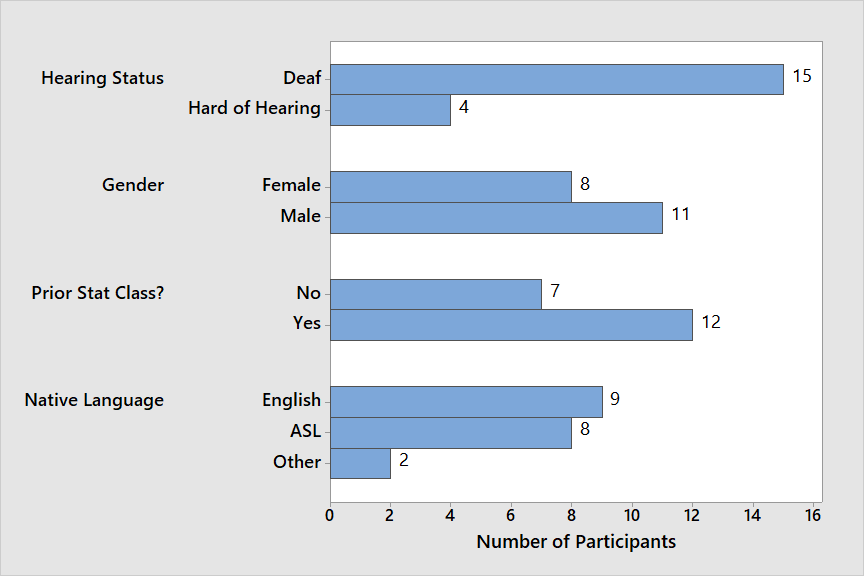 Hearing Status Deaf 15
Hard of Hearing 4
Gender Female 8
Male 11
Prior Stat Class? No 7
Yes 12
Native Language English 9
ASL 8
Other 2
0 2 4 6 8 10 12 14 16
Number of Participants